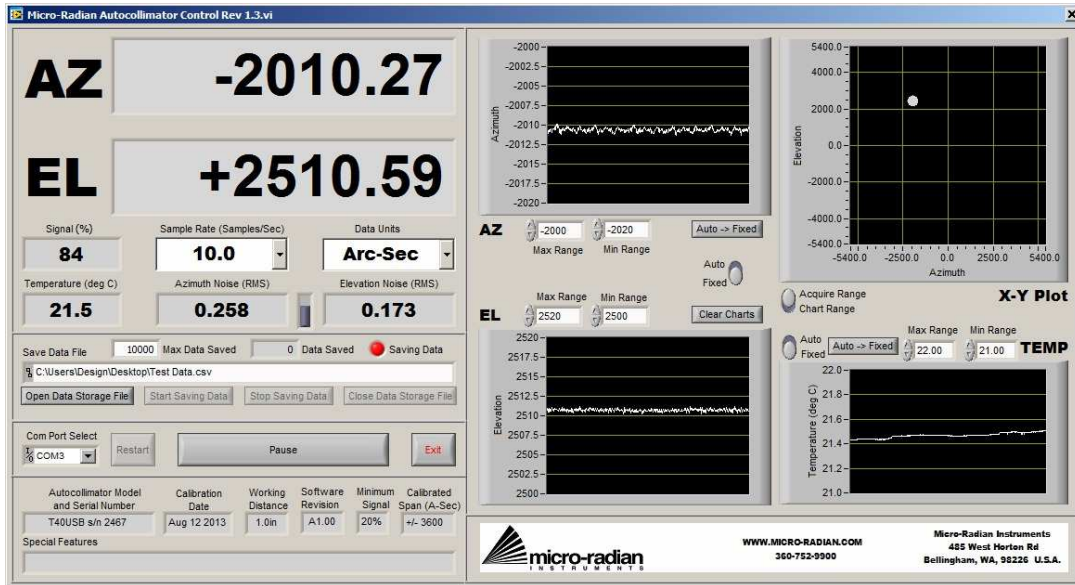 Micro-Radian Autocollimator Control Rev 1.3.vi
AZ
-2010.27
EL
+2510.59
Signal (%)
Sample Rate (Samples/Sec)
Data Units
84
10.0
Arc-Sec
Temperature (deg C)
Azimuth Noise (RMS)
Elevation Noise (RMS)
21.5
0.258
0.173
Save Data File
10000
Max Data Saved
0
Data Saved
Saving Data
C:\Users\Design\Desktop\Test Data.csv
Open Data Storage File
Start Saving Data
Stop Saving Data
Close Data Storage File
Com Port Select
COM3
Restart
Pause
Exit
Autocollimator Model and Serial Number
Calibration Date
Working Distance
Software Revision
Minimum Signal
Calibrated Span (A-Sec)
T40USB s/n 2467
Aug 12 2013
1.0in
A1.00
20%
+/- 3600
Special Features
Azimuth
-2000
-2002.5
-2005
-2007.5
-2010
-2012.5
-2015
-2017.5
-2020
AZ
-2000
-2020
Auto -> Fixed
Max Range
Min Range
Auto
Fixed
Max Range
Min Range
EL
2520
2500
Clear Charts
Elevation
2520
2517.5
2515
2512.5
2510
2507.5
2505
2502.5
2500
Elevation
5400.0
4000.0
2000.0
0.0
-2000.0
-4000.0
-5400.0
-5400.0
-2500.0
0.0
2500.0
5400.0
Azimuth
Acquire Range
Chart Range
X-Y Plot
Auto
Fixed
Auto -> Fixed
Max Range
Min Range
22.00
21.00
TEMP
Temperature (deg C)
22.0
21.8
21.6
21.4
21.2
21.0
micro-radian
INSTRUMENTS
WWW.MICRO-RADIAN.COM
360-752-9900
Micro-Radian Instruments
485 West Horton Rd
Bellingham, WA, 98226 U.S.A.